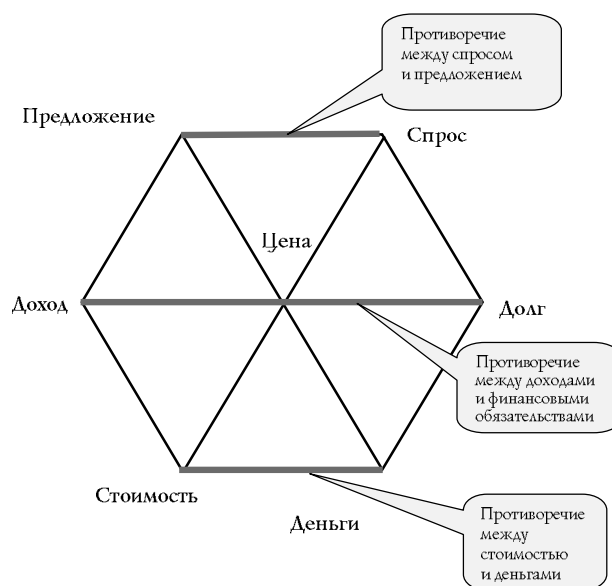 Противоречие
между спросом
и предложением
Предложение
Спрос
Цена
Доход
Долг
Противоречие
между доходами
и финансовыми
обязательствами
Стоимость
Деньги
Противоречие
между
стоимостью
и деньгами